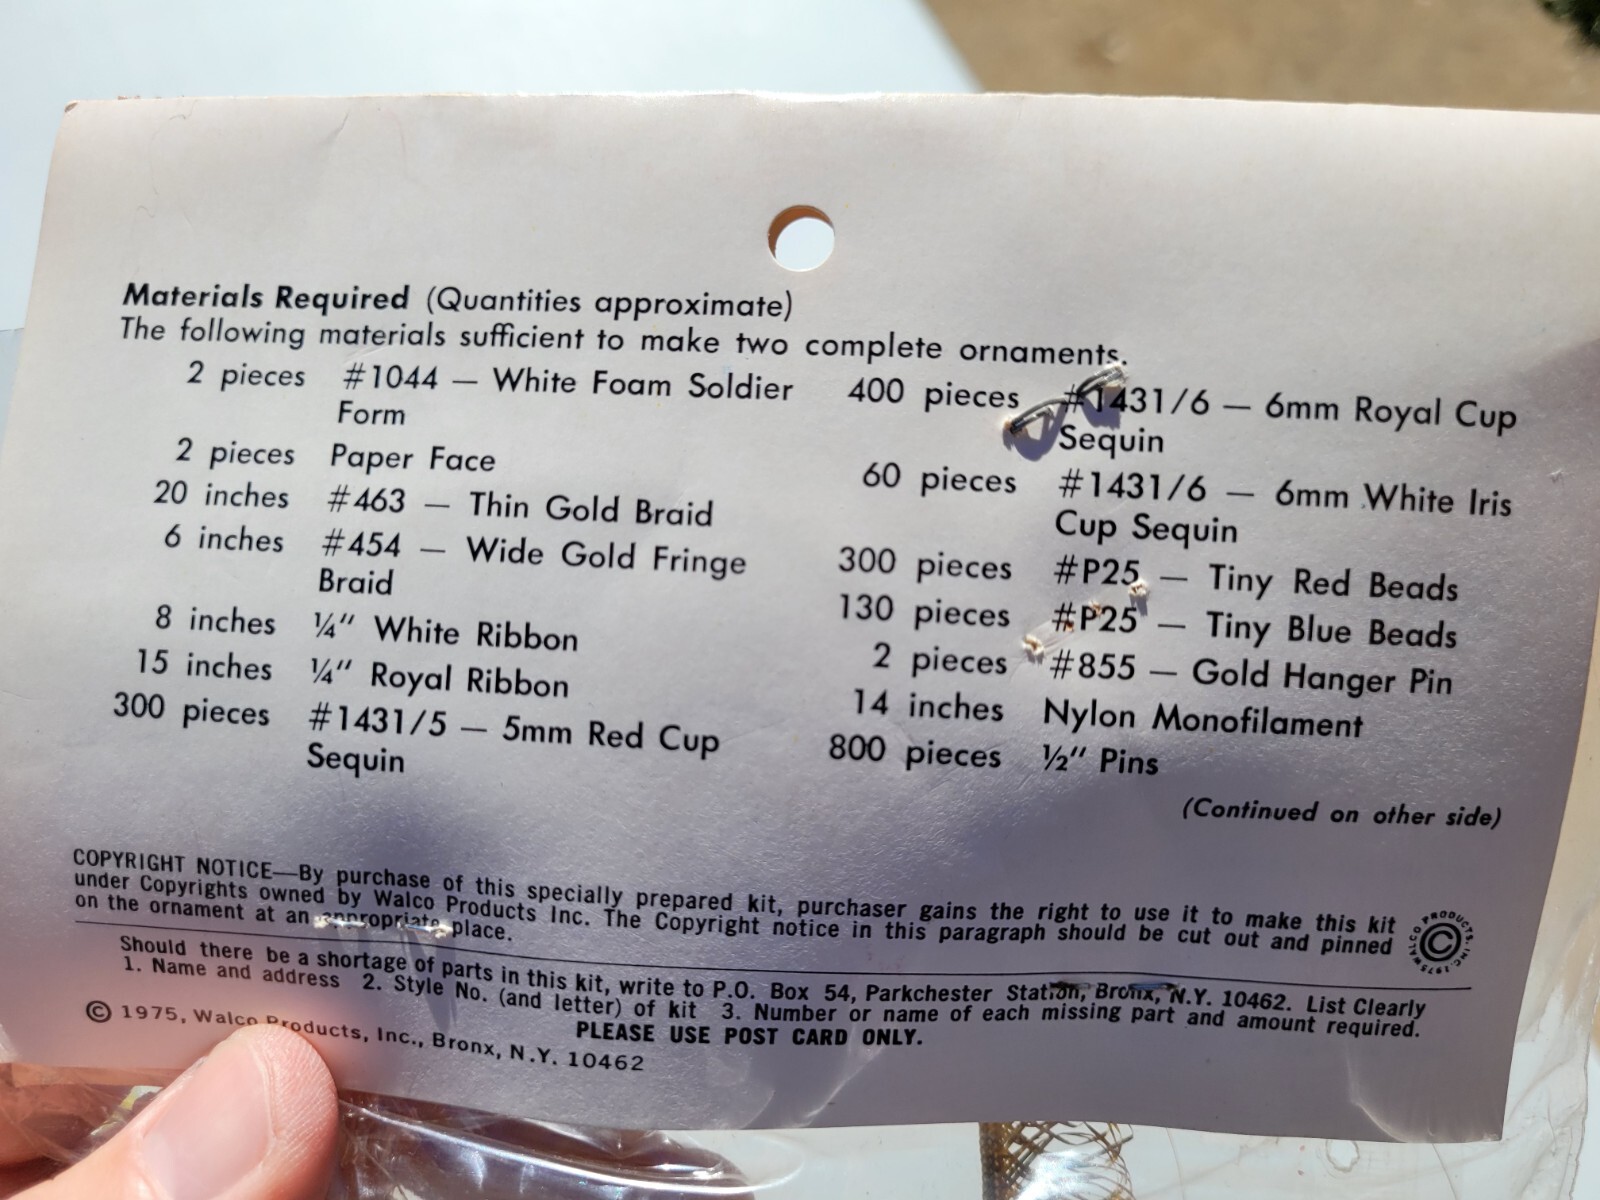 Materials Required (Quantities approximate)
The following materials sufficient to make two complete ornaments.
2 pieces #1044 — White Foam Soldier
Form
2 pieces Paper Face
20 inches #463 — Thin Gold Braid
6 inches #454 — Wide Gold Fringe
Braid
8 inches ¼" White Ribbon
15 inches ¼" Royal Ribbon
300 pieces #1431/5 — 5mm Red Cup
Sequin
400 pieces #1431/6 — 6mm Royal Cup
Sequin
60 pieces #1431/6 — 6mm White Iris
Cup Sequin
300 pieces #P25 — Tiny Red Beads
130 pieces #P25 — Tiny Blue Beads
2 pieces #855 — Gold Hanger Pin
14 inches Nylon Monofilament
800 pieces ½" Pins
(Continued on other side)
COPYRIGHT NOTICE—By purchase of this specially prepared kit, purchaser gains the right to use it to make this kit
under Copyrights owned by Walco Products Inc. The Copyright notice in this paragraph should be cut out and pinned
on the ornament at an appropriate place.
© WALCO PRODUCTS, INC. 1975
Should there be a shortage of parts in this kit, write to P.O. Box 54, Parkchester Station, Bronx, N.Y. 10462. List Clearly
1. Name and address 2. Style No. (and letter) of kit 3. Number or name of each missing part and amount required.
PLEASE USE POST CARD ONLY.
© 1975, Walco Products, Inc., Bronx, N.Y. 10462